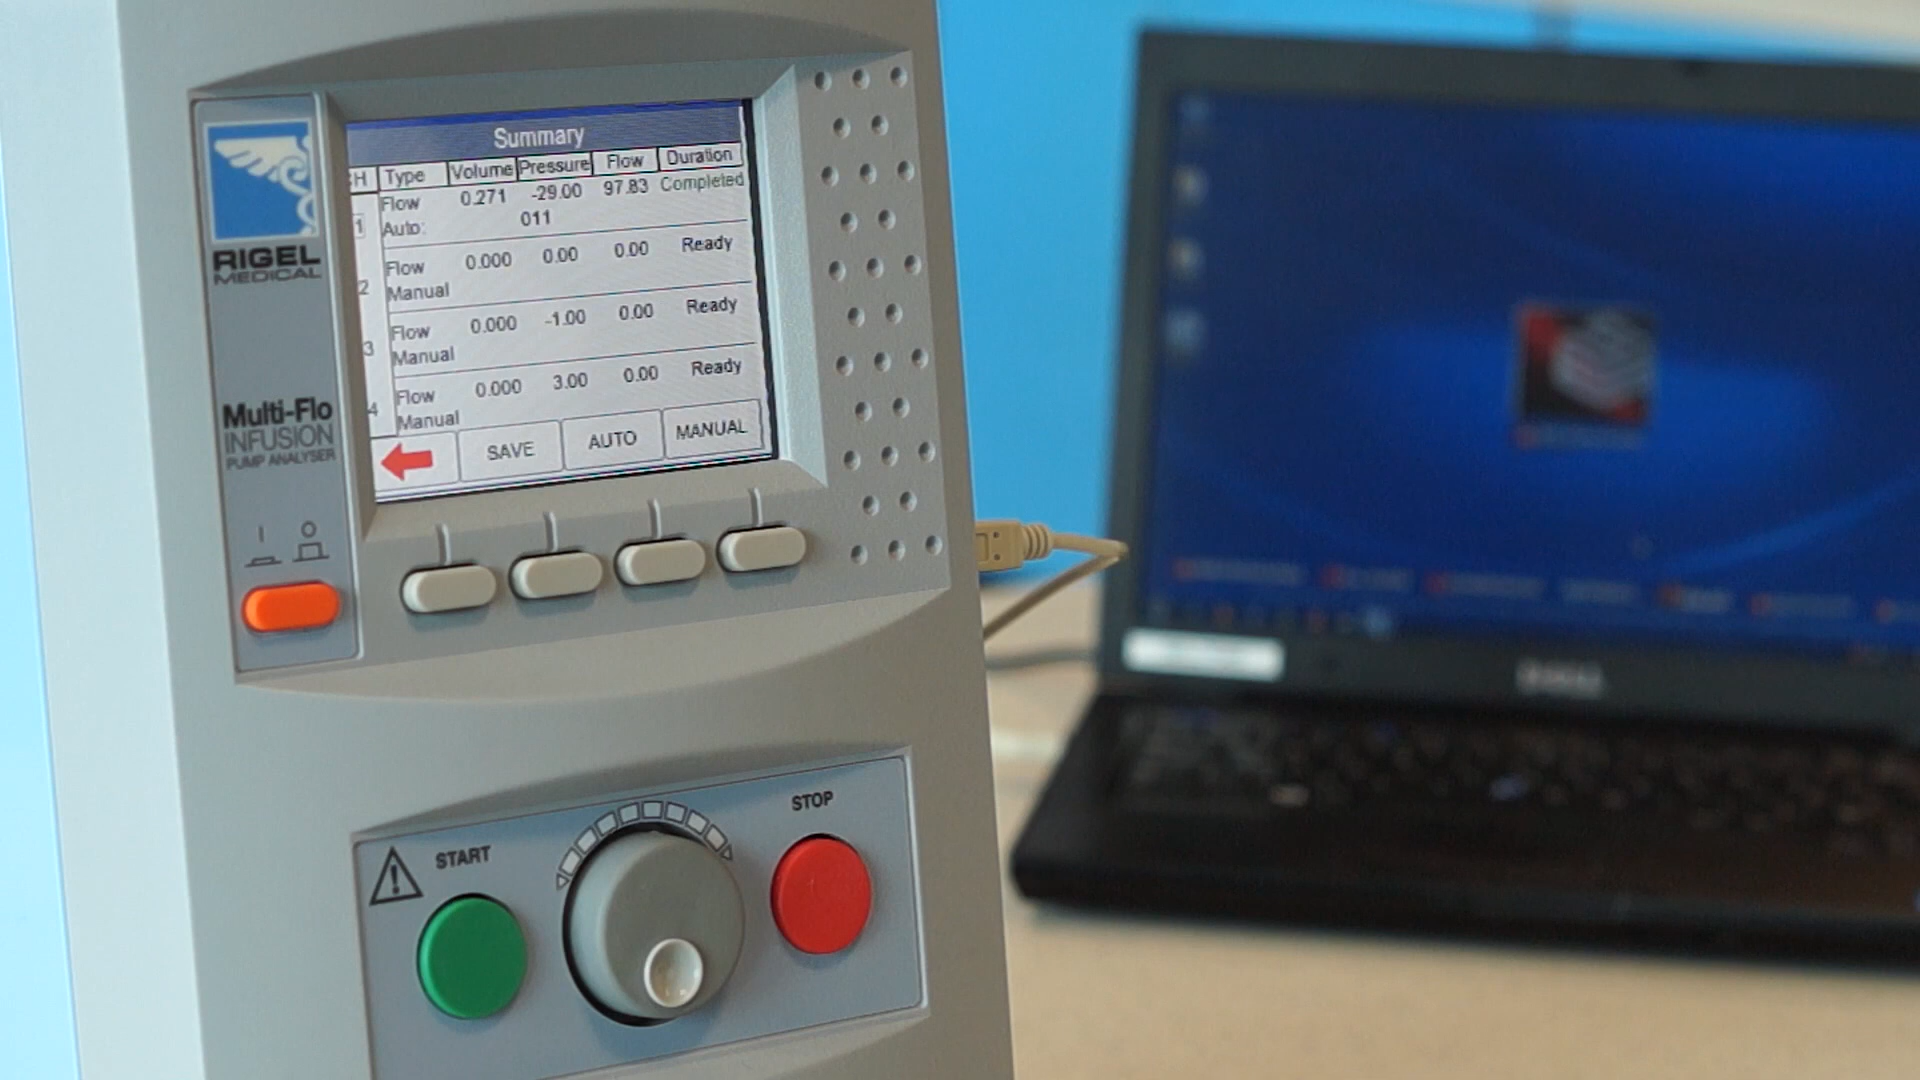 Summary
CH Type Volume Pressure Flow Duration
1 Flow 0.271 -29.00 97.83 Completed
Auto: 011
2 Flow 0.000 0.00 0.00 Ready
Manual
3 Flow 0.000 -1.00 0.00 Ready
Manual
4 Flow 0.000 3.00 0.00 Ready
Manual
SAVE AUTO MANUAL
RIGEL
MEDICAL
Multi-Flo
INFUSION
PUMP ANALYSER
START
STOP
DELL